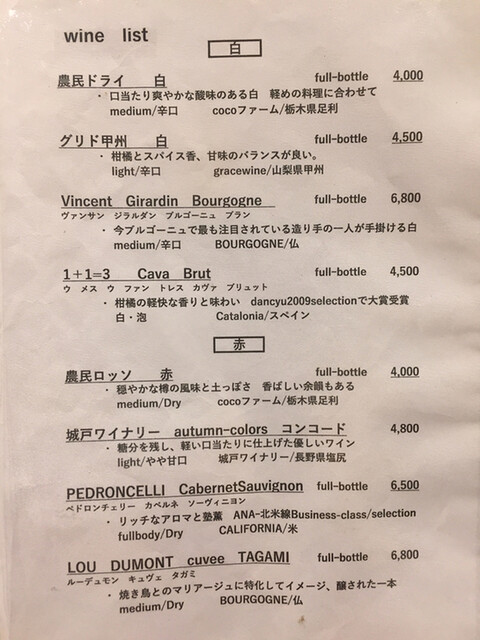 wine list
白
農民ドライ 白 full-bottle 4,000
・ 口当たり爽やかな酸味のある白 軽めの料理に合わせて
medium/辛口 cocoファーム/栃木県足利
グリド甲州 白 full-bottle 4,500
・ 柑橘とスパイス香、甘味のバランスが良い。
light/辛口 gracewine/山梨県甲州
Vincent Girardin Bourgogne full-bottle 6,800
ヴァンサン ジラルダン ブルゴーニュ ブラン
・ 今ブルゴーニュで最も注目されている造り手の一人が手掛ける白
medium/辛口 BOURGOGNE/仏
1＋1=3 Cava Brut full-bottle 4,500
ウ メス ウ ファン トレス カヴァ ブリュット
・ 柑橘の軽快な香りと味わい dancyu2009selectionで大賞受賞
白・泡 Catalonia/スペイン
赤
農民ロッソ 赤 full-bottle 4,000
・ 穏やかな樽の風味と土っぽさ 香ばしい余韻もある
medium/Dry cocoファーム/栃木県足利
城戸ワイナリー autumn-colors コンコード 4,800
・ 糖分を残し、軽い口当たりに仕上げた優しいワイン
light/やや甘口 城戸ワイナリー/長野県塩尻
PEDRONCELLI CabernetSauvignon full-bottle 6,500
ペドロンチェリー カベルネ ソーヴィニヨン
・ リッチなアロマと塾薫 ANA-北米線Business-class/selection
fullbody/Dry CALIFORNIA/米
LOU DUMONT cuvee TAGAMI full-bottle 6,800
ルーデュモン キュヴェ タガミ
・ 焼き鳥とのマリアージュに特化してイメージ、醸された一本
medium/Dry BOURGOGNE/仏